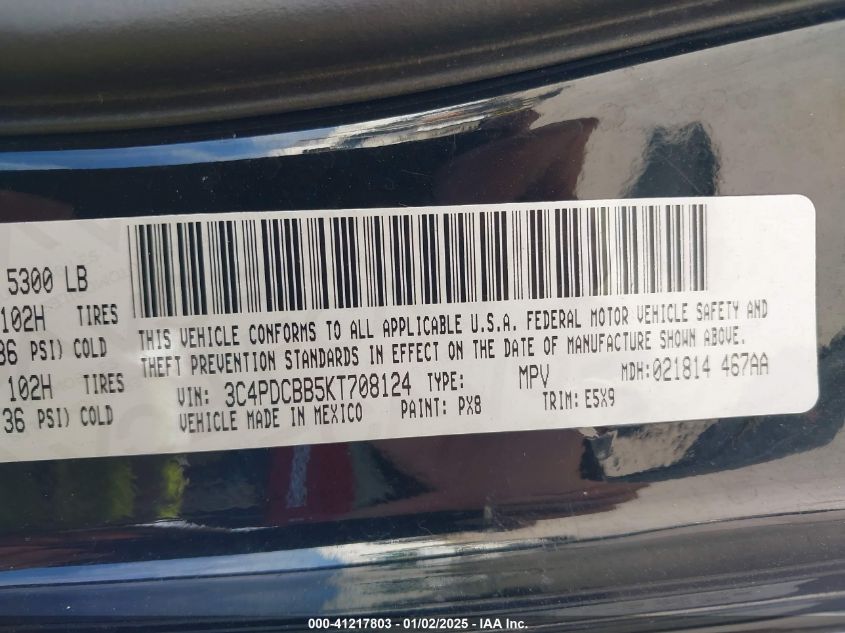 5300 LB
102H TIRES
36 PSI) COLD
102H TIRES
36 PSI) COLD
THIS VEHICLE CONFORMS TO ALL APPLICABLE U.S.A. FEDERAL MOTOR VEHICLE SAFETY AND
THEFT PREVENTION STANDARDS IN EFFECT ON THE DATE OF MANUFACTURE SHOWN ABOVE.
VIN: 3C4PDCBB5KT708124 TYPE: MPV MDH:021814 467AA
VEHICLE MADE IN MEXICO PAINT: PX8 TRIM: E5X9
000-41217803 - 01/02/2025 - IAA Inc.